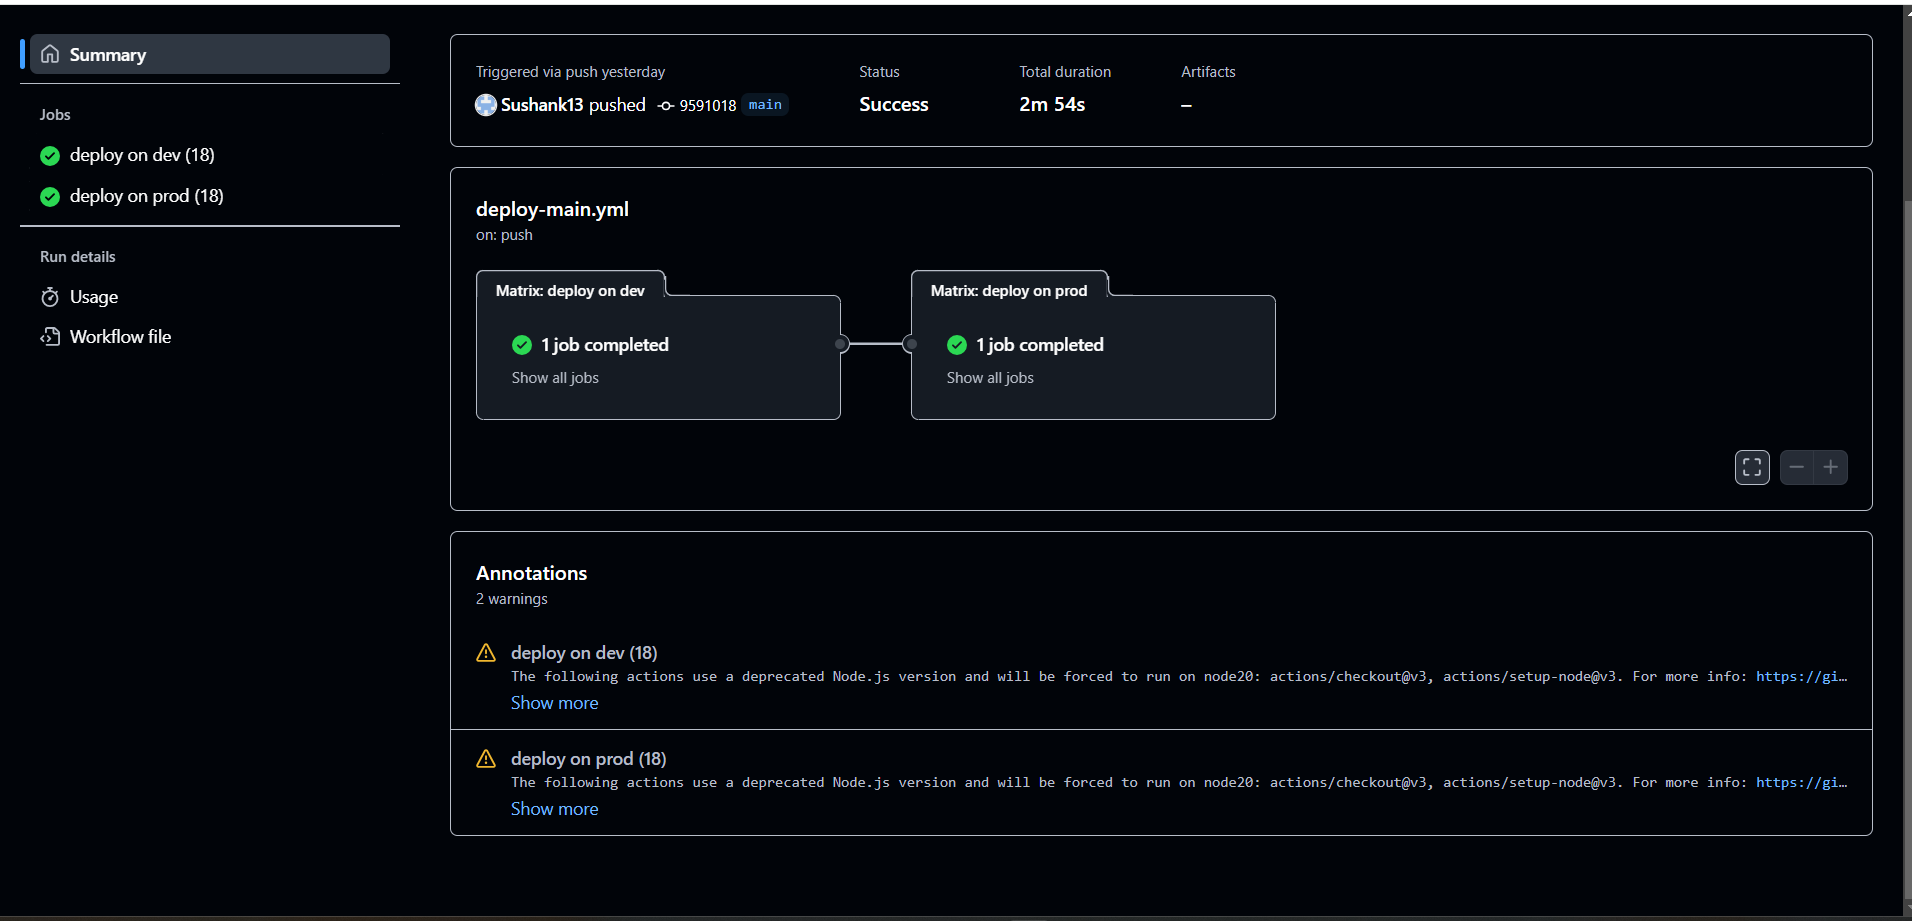 Summary
Jobs
deploy on dev (18)
deploy on prod (18)
Run details
Usage
Workflow file
Triggered via push yesterday
Sushank13 pushed 9591018 main
Status
Success
Total duration
2m 54s
Artifacts
–
deploy-main.yml
on: push
Matrix: deploy on dev
1 job completed
Show all jobs
Matrix: deploy on prod
1 job completed
Show all jobs
Annotations
2 warnings
deploy on dev (18)
The following actions use a deprecated Node.js version and will be forced to run on node20: actions/checkout@v3, actions/setup-node@v3. For more info: https://gi…
Show more
deploy on prod (18)
The following actions use a deprecated Node.js version and will be forced to run on node20: actions/checkout@v3, actions/setup-node@v3. For more info: https://gi…
Show more